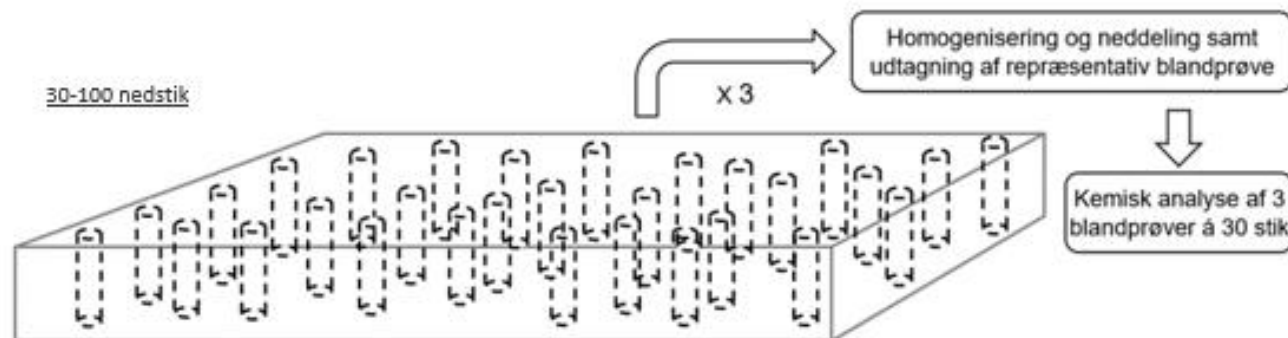 30-100 nedstik
X 3
Homogenisering og neddeling samt
udtagning af repræsentativ blandprøve
Kemisk analyse af 3
blandprøver á 30 stik